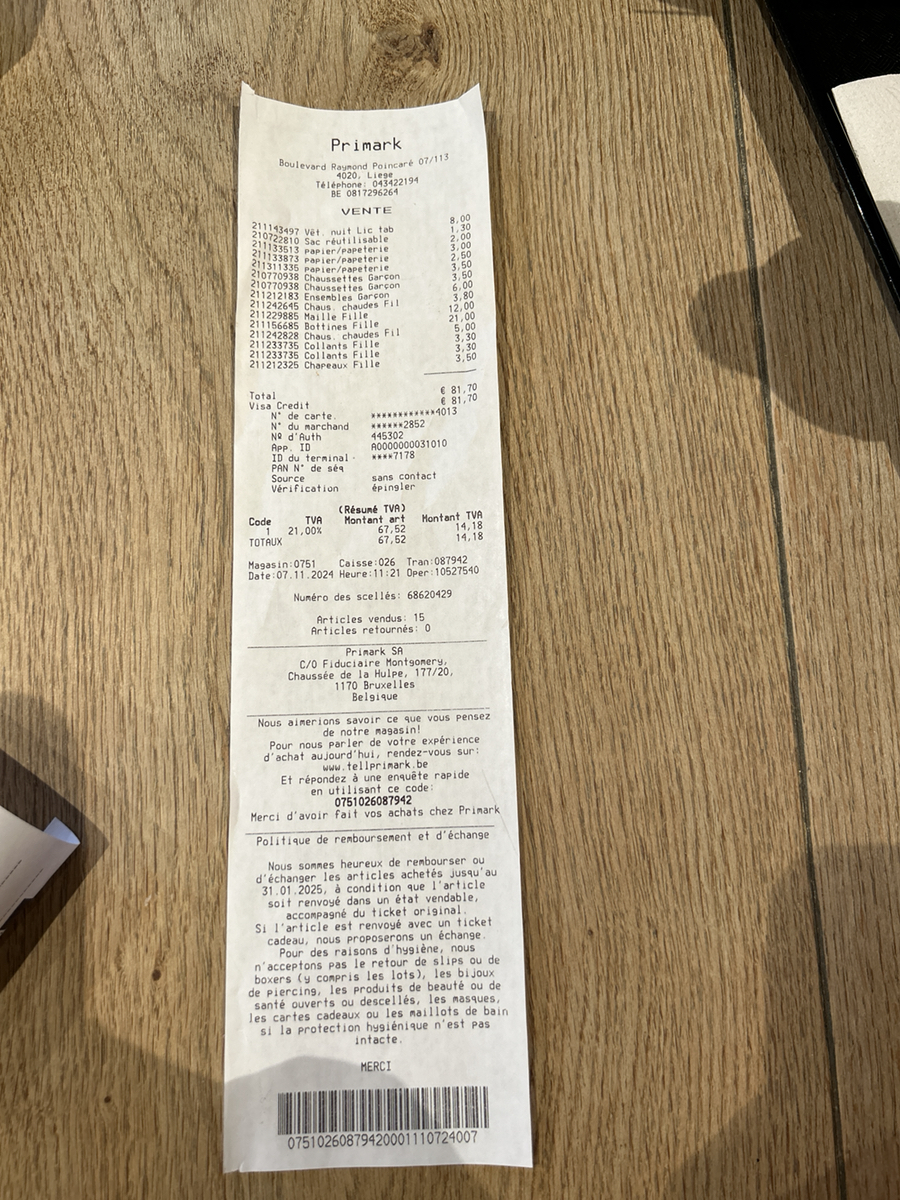 Primark
Boulevard Raymond Poincaré 07/113
4020, Liege
Téléphone: 043422194
BE 0817296264
VENTE
211143497 Vêt. nuit Lic tab 8,00
210722810 Sac réutilisable 1,30
211133513 papier/papeterie 2,00
211133873 papier/papeterie 3,00
211311335 papier/papeterie 2,50
210770938 Chaussettes Garçon 3,50
210770938 Chaussettes Garçon 3,50
211212183 Ensembles Garçon 6,00
211242645 Chaus. chaudes Fil 3,80
211229885 Maille Fille 12,00
211156685 Bottines Fille 21,00
211242828 Chaus. chaudes Fil 5,00
211233735 Collants Fille 3,30
211233735 Collants Fille 3,30
211212325 Chapeaux Fille 3,50
Total € 81,70
Visa Credit € 81,70
N° de carte. ************4013
N° du marchand ******2852
Nº d'Auth 445302
App. ID A0000000031010
ID du terminal· ****7178
PAN N° de séq
Source sans contact
Vérification épingler
(Résumé TVA)
Code TVA Montant art Montant TVA
1 21,00% 67,52 14,18
TOTAUX 67,52 14,18
Magasin:0751 Caisse:026 Tran:087942
Date:07.11.2024 Heure:11:21 Oper:10527540
Numéro des scellés: 68620429
Articles vendus: 15
Articles retournés: 0
Primark SA
C/O Fiduciaire Montgomery,
Chaussée de la Hulpe, 177/20,
1170 Bruxelles
Belgique
Nous aimerions savoir ce que vous pensez
de notre magasin!
Pour nous parler de votre expérience
d'achat aujourd'hui, rendez-vous sur:
www.tellprimark.be
Et répondez à une enquête rapide
en utilisant ce code:
0751026087942
Merci d'avoir fait vos achats chez Primark
Politique de remboursement et d'échange
Nous sommes heureux de rembourser ou
d'échanger les articles achetés jusqu'au
31.01.2025, à condition que l'article
soit renvoyé dans un état vendable,
accompagné du ticket original.
Si l'article est renvoyé avec un ticket
cadeau, nous proposerons un échange.
Pour des raisons d'hygiène, nous
n'acceptons pas le retour de slips ou de
boxers (y compris les lots), les bijoux
de piercing, les produits de beauté ou de
santé ouverts ou descellés, les masques,
les cartes cadeaux ou les maillots de bain
si la protection hygiénique n'est pas
intacte.
MERCI
07510260879420001110724007